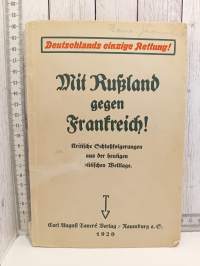 Deutschlands einzige Rettung!
Mit Rußland
gegen
Frankreich!
Kritische Schlußfolgerungen
aus der heutigen
Weltlage.
Carl August Tancré Verlag - Naumburg a. S.
1920